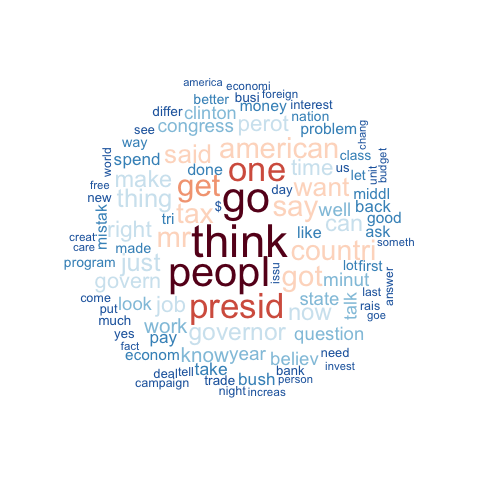 america economi
better busi foreign
differ clinton money interest
congress perot nation
see problem chang
way said american class
spend done time us let budget
world make get one want day unit
free thing tax go say well middl
new $ back
mistak tri can good
right mr think like ask
creat made countri someth
care just peopl issu lot first
program govern got minut answer
come look job presid now state talk last
put rais
much work governor question goe
yes pay
fact econom know year believ need
deal tell take bank invest
campaign trade bush person
night increas